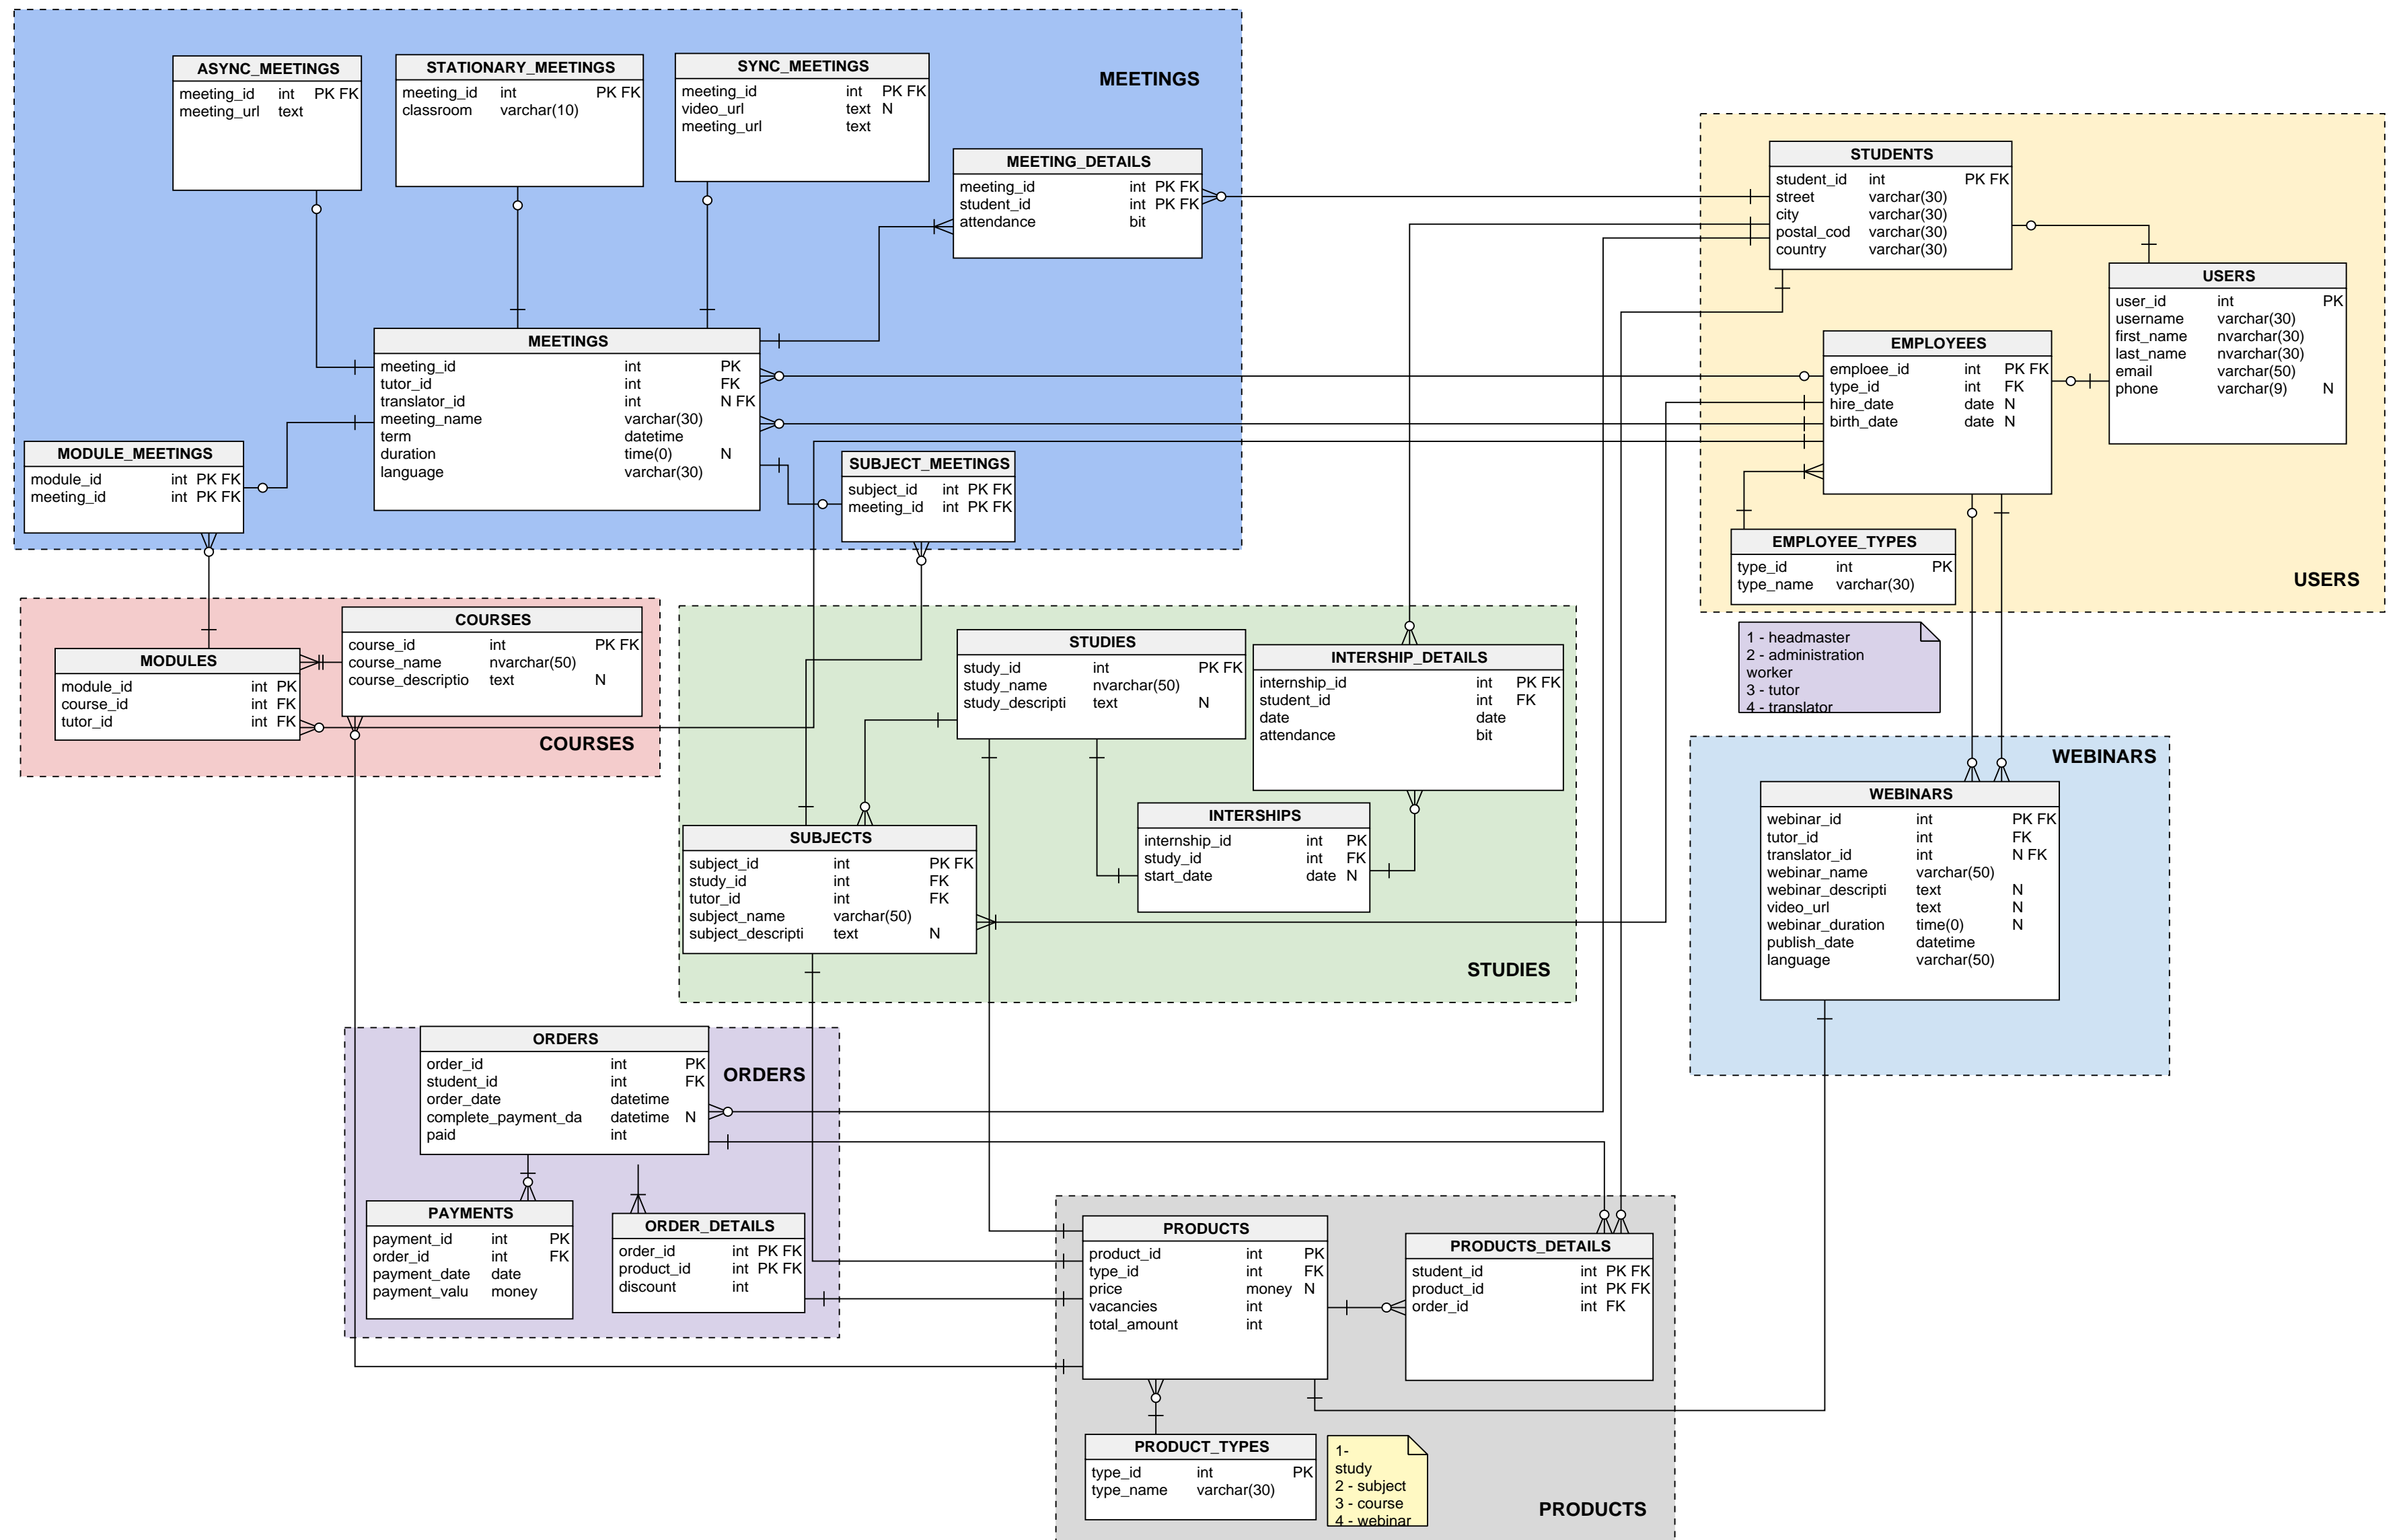 MEETINGS
ASYNC_MEETINGS
meeting_id int PK FK
meeting_url text
STATIONARY_MEETINGS
meeting_id int PK FK
classroom varchar(10)
SYNC_MEETINGS
meeting_id int PK FK
video_url text N
meeting_url text
MEETING_DETAILS
meeting_id int PK FK
student_id int PK FK
attendance bit
MEETINGS
meeting_id int PK
tutor_id int FK
translator_id int N FK
meeting_name varchar(30)
term datetime
duration time(0) N
language varchar(30)
MODULE_MEETINGS
module_id int PK FK
meeting_id int PK FK
SUBJECT_MEETINGS
subject_id int PK FK
meeting_id int PK FK
STUDENTS
student_id int PK FK
street varchar(30)
city varchar(30)
postal_cod varchar(30)
country varchar(30)
USERS
user_id int PK
username varchar(30)
first_name nvarchar(30)
last_name nvarchar(30)
email varchar(50)
phone varchar(9) N
EMPLOYEES
emploee_id int PK FK
type_id int FK
hire_date date N
birth_date date N
EMPLOYEE_TYPES
type_id int PK
type_name varchar(30)
USERS
1 - headmaster
2 - administration
worker
3 - tutor
4 - translator
COURSES
course_id int PK FK
course_name nvarchar(50)
course_descriptio text N
MODULES
module_id int PK
course_id int FK
tutor_id int FK
COURSES
STUDIES
study_id int PK FK
study_name nvarchar(50)
study_descripti text N
INTERSHIP_DETAILS
internship_id int PK FK
student_id int FK
date date
attendance bit
INTERSHIPS
internship_id int PK
study_id int FK
start_date date N
SUBJECTS
subject_id int PK FK
study_id int FK
tutor_id int FK
subject_name varchar(50)
subject_descripti text N
STUDIES
WEBINARS
WEBINARS
webinar_id int PK FK
tutor_id int FK
translator_id int N FK
webinar_name varchar(50)
webinar_descripti text N
video_url text N
webinar_duration time(0) N
publish_date datetime
language varchar(50)
ORDERS
order_id int PK
student_id int FK
order_date datetime
complete_payment_da datetime N
paid int
ORDERS
PAYMENTS
payment_id int PK
order_id int FK
payment_date date
payment_valu money
ORDER_DETAILS
order_id int PK FK
product_id int PK FK
discount int
PRODUCTS
product_id int PK
type_id int FK
price money N
vacancies int
total_amount int
PRODUCTS_DETAILS
student_id int PK FK
product_id int PK FK
order_id int FK
PRODUCT_TYPES
type_id int PK
type_name varchar(30)
1-
study
2 - subject
3 - course
4 - webinar
PRODUCTS